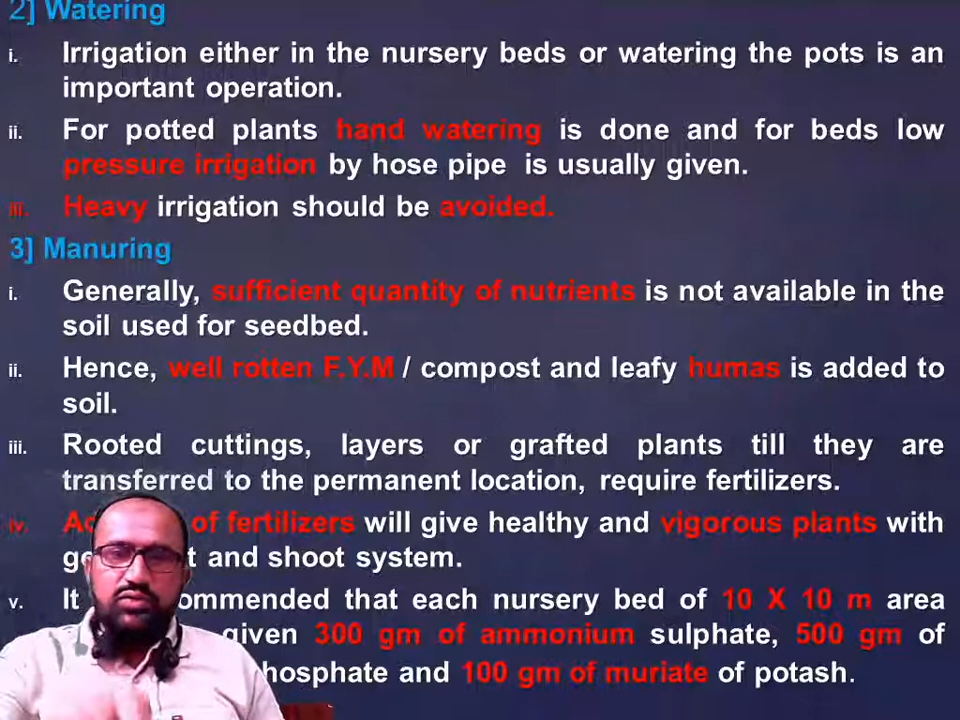 2] Watering
i. Irrigation either in the nursery beds or watering the pots is an
important operation.
ii. For potted plants hand watering is done and for beds low
pressure irrigation by hose pipe is usually given.
iii. Heavy irrigation should be avoided.
3] Manuring
i. Generally, sufficient quantity of nutrients is not available in the
soil used for seedbed.
ii. Hence, well rotten F.Y.M / compost and leafy humas is added to
soil.
iii. Rooted cuttings, layers or grafted plants till they are
transferred to the permanent location, require fertilizers.
iv. of fertilizers will give healthy and vigorous plants with
and shoot system.
v. It that each nursery bed of 10 X 10 m area
given 300 gm of ammonium sulphate, 500 gm of
and 100 gm of muriate of potash.